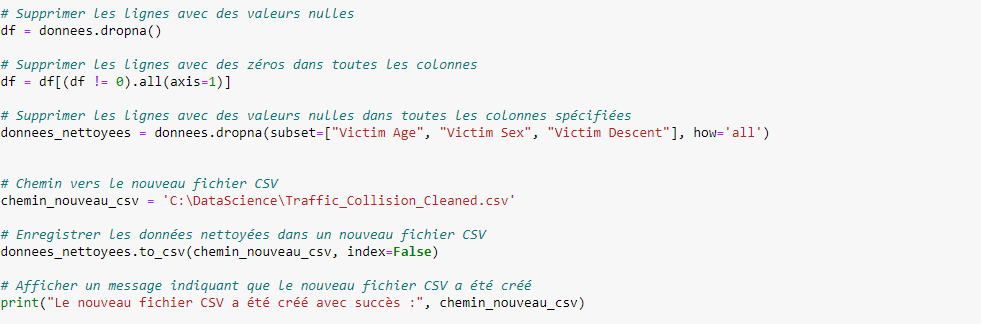 # Supprimer les lignes avec des valeurs nulles
df = donnees.dropna()
# Supprimer les lignes avec des zéros dans toutes les colonnes
df = df[(df != 0).all(axis=1)]
# Supprimer les lignes avec des valeurs nulles dans toutes les colonnes spécifiées
donnees_nettoyees = donnees.dropna(subset=["Victim Age", "Victim Sex", "Victim Descent"], how='all')
# Chemin vers le nouveau fichier CSV
chemin_nouveau_csv = 'C:\DataScience\Traffic_Collision_Cleaned.csv'
# Enregistrer les données nettoyées dans un nouveau fichier CSV
donnees_nettoyees.to_csv(chemin_nouveau_csv, index=False)
# Afficher un message indiquant que le nouveau fichier CSV a été créé
print("Le nouveau fichier CSV a été créé avec succès :", chemin_nouveau_csv)